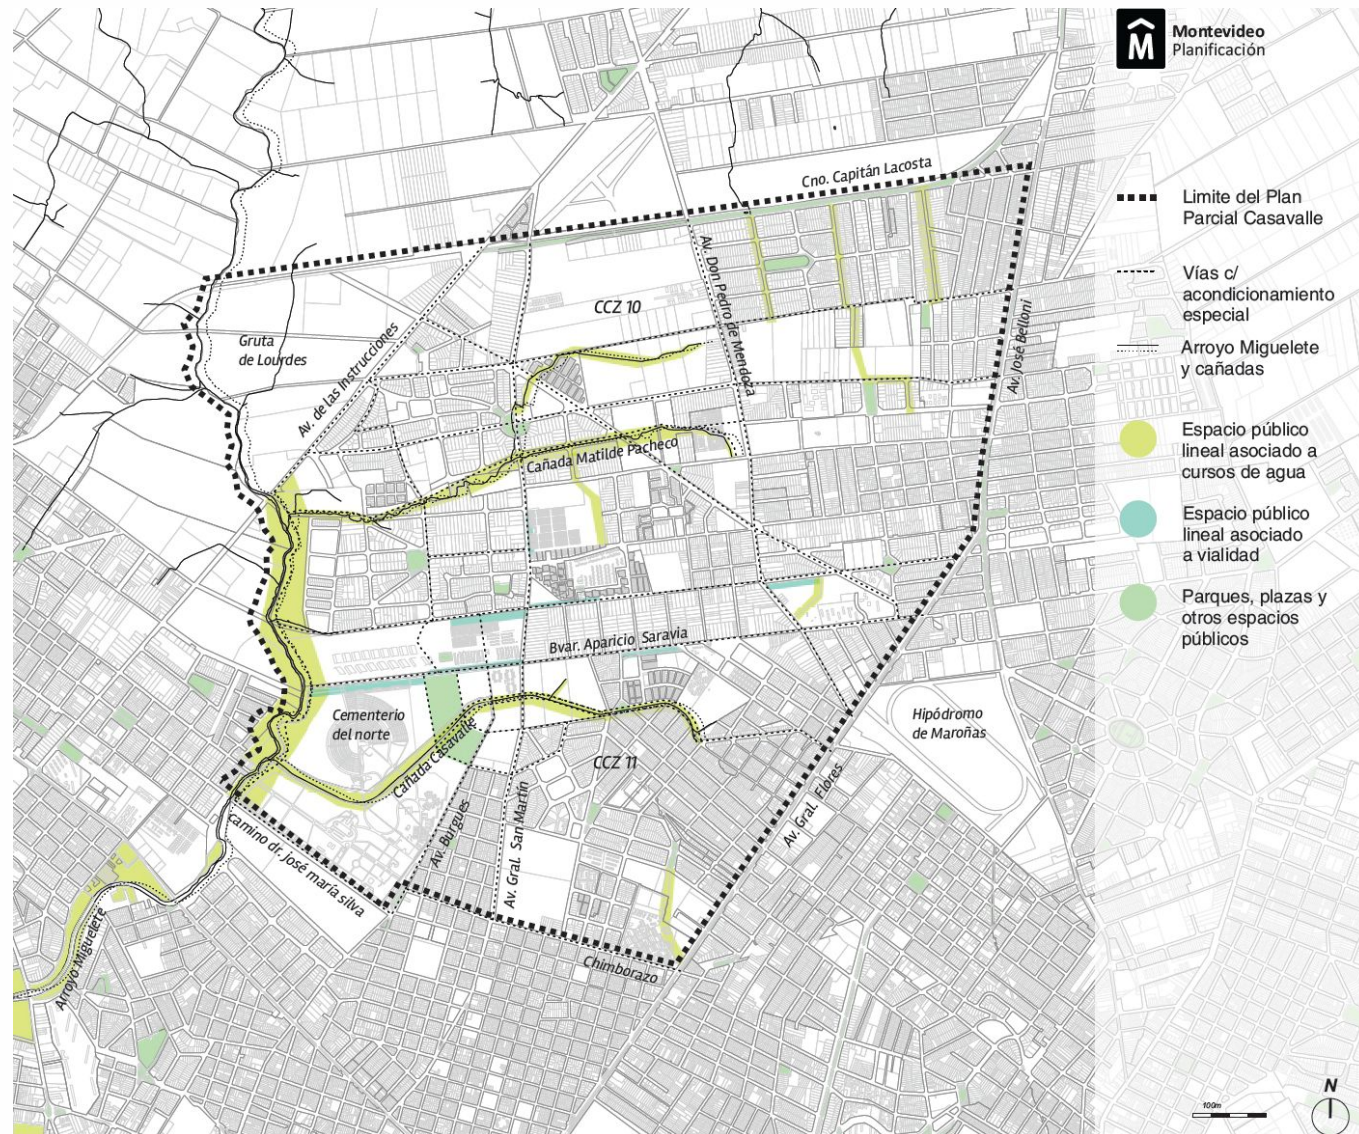 Montevideo
Planificación
Cno. Capitán Lacosta
Limite del Plan
Parcial Casavalle
Vías c/
acondicionamiento
especial
Arroyo Miguelete
y cañadas
Espacio público
lineal asociado a
cursos de agua
Espacio público
lineal asociado
a vialidad
Parques, plazas y
otros espacios
públicos
CCZ 10
Av. Don Pedro de Mendoza
Av. José Belloni
Gruta
de Lourdes
Av. de las Instrucciones
Cañada Matilde Pacheco
Bvar. Aparicio Saravia
Cementerio
del norte
Cañada Casavalle
CCZ 11
Hipódromo
de Maroñas
Av. Gral. Flores
Av. Burgues
Av. Gral. San Martín
camino dr. José maría silva
Arroyo Miguelete
Chimborazo
N
100m